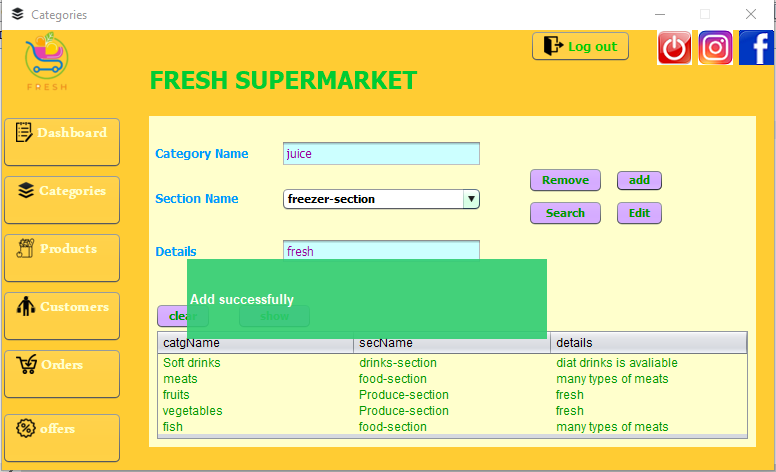 Categories
Log out
FRESH
FRESH SUPERMARKET
Dashboard
Categories
Products
Customers
Orders
offers
Category Name juice
Section Name freezer-section
Details fresh
Remove add
Search Edit
Add successfully
clear show
catgName secName details
Soft drinks drinks-section diat drinks is avaliable
meats food-section many types of meats
fruits Produce-section fresh
vegetables Produce-section fresh
fish food-section many types of meats